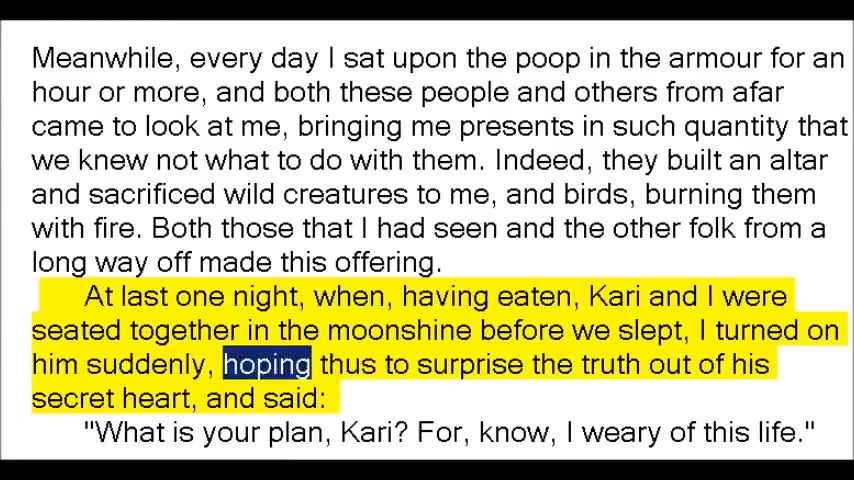 Meanwhile, every day I sat upon the poop in the armour for an
hour or more, and both these people and others from afar
came to look at me, bringing me presents in such quantity that
we knew not what to do with them. Indeed, they built an altar
and sacrificed wild creatures to me, and birds, burning them
with fire. Both those that I had seen and the other folk from a
long way off made this offering.
At last one night, when, having eaten, Kari and I were
seated together in the moonshine before we slept, I turned on
him suddenly, hoping thus to surprise the truth out of his
secret heart, and said:
"What is your plan, Kari? For, know, I weary of this life."